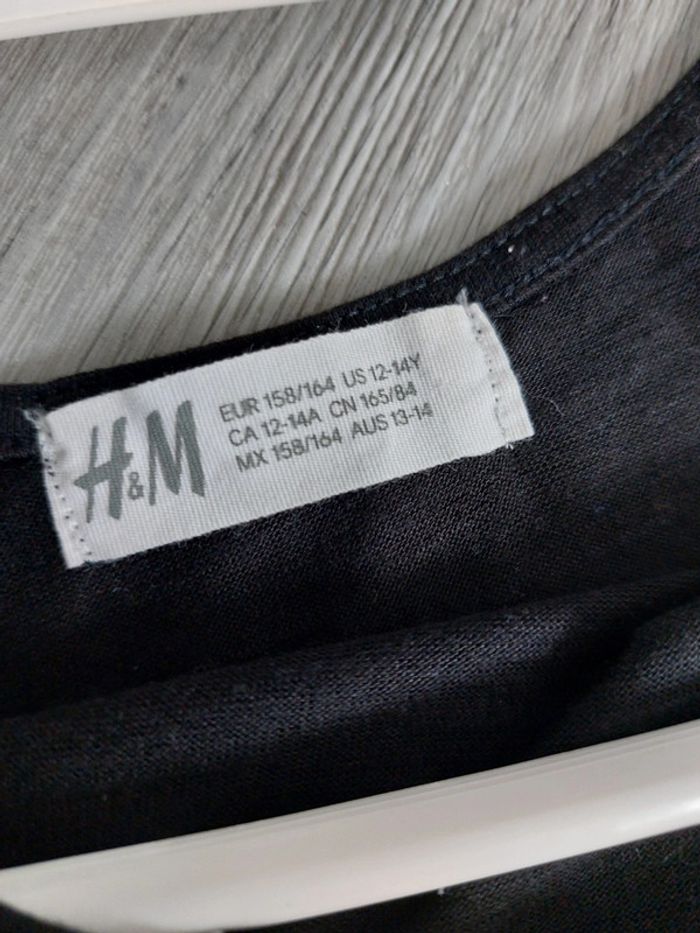 H&M
EUR 158/164 US 12-14Y
CA 12-14A CN 165/84
MX 158/164 AUS 13-14